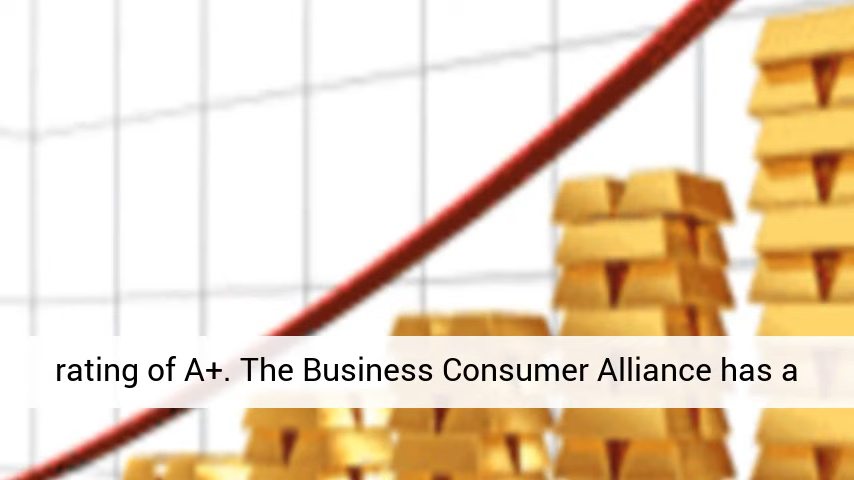 rating of A+. The Business Consumer Alliance has a